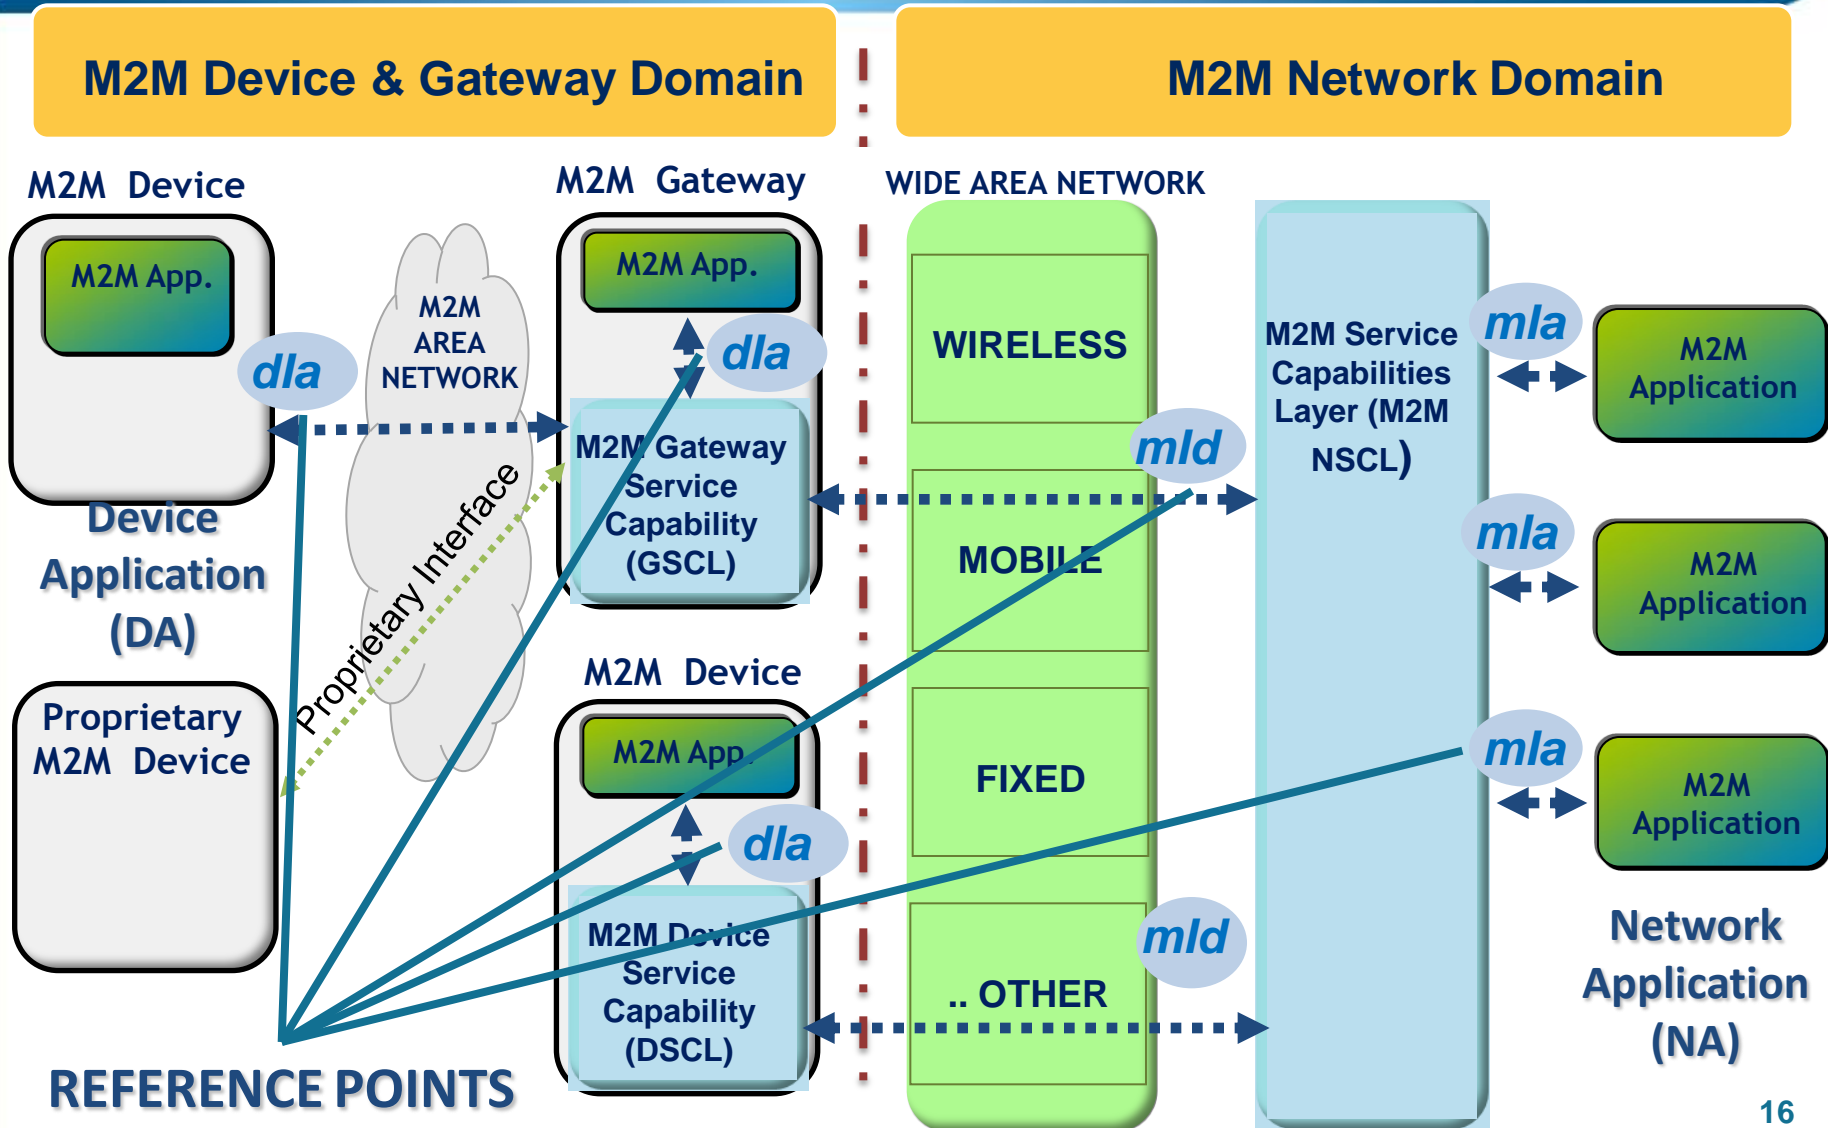 M2M Device & Gateway Domain
M2M Network Domain
M2M Device
M2M App.
dla
Device
Application
(DA)
Proprietary
M2M Device
M2M
AREA
NETWORK
Proprietary Interface
M2M Gateway
M2M App.
dla
M2M Gateway
Service
Capability
(GSCL)
M2M Device
M2M App.
dla
M2M Device
Service
Capability
(DSCL)
REFERENCE POINTS
WIDE AREA NETWORK
WIRELESS
MOBILE
FIXED
.. OTHER
mld
mld
M2M Service
Capabilities
Layer (M2M
NSCL)
mla
M2M
Application
mla
M2M
Application
mla
M2M
Application
Network
Application
(NA)
16